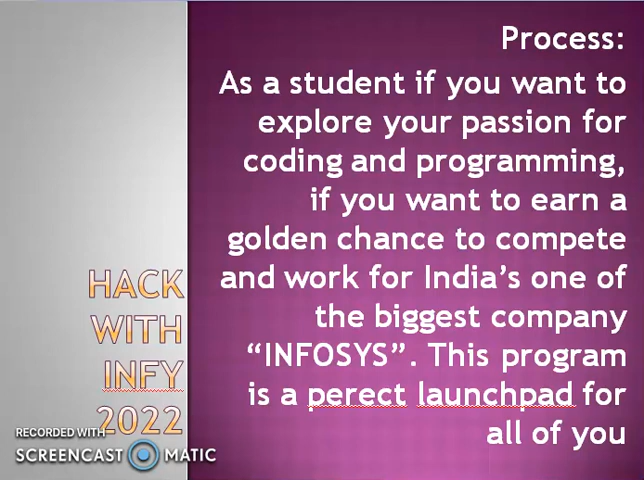 Process:
As a student if you want to
explore your passion for
coding and programming,
if you want to earn a
golden chance to compete
and work for India's one of
the biggest company
“INFOSYS”. This program
is a perect launchpad for
all of you
HACK
WITH
INFY
2022
RECORDED WITH
SCREENCAST MATIC